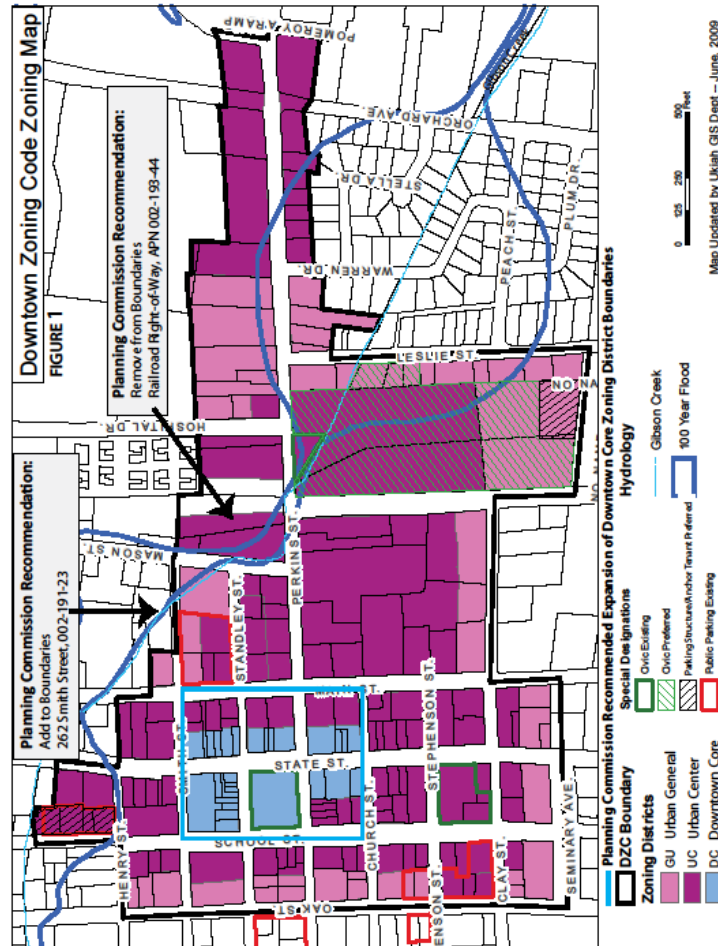 Downtown Zoning Code Zoning Map
FIGURE 1
Planning Commission Recommendation:
Add to Boundaries
262 Smith Street, 002-191-23
Planning Commission Recommendation:
Remove from Boundaries
Railroad Right-of-Way, APN 002-193-44
POMEROY A RAMP
ORCHARD AVE.
STELLA DR.
WARREN DR.
PEACH ST.
PLUM DR.
LESLIE ST.
HOSPITAL DR.
MASON ST.
PERKINS ST.
STANDLEY ST.
MAIN ST.
STATE ST.
SCHOOL ST.
CHURCH ST.
STEPHENSON ST.
HENRY ST.
OAK ST.
CLAY ST.
ENSON ST.
SEMINARY AVE.
NO NA
Planning Commission Recommended Expansion of Downtown Core Zoning District Boundaries
DZC Boundary
Zoning Districts
GU Urban General
UC Urban Center
DC Downtown Core
Special Designations
Civic Existing
Civic Preferred
Parking Structure/Anchor Tenant Preferred
Public Parking Existing
Hydrology
Gibson Creek
100 Year Flood
0 125 250 500
Feet
Map Updated by Ukiah GIS Dept – June, 2009